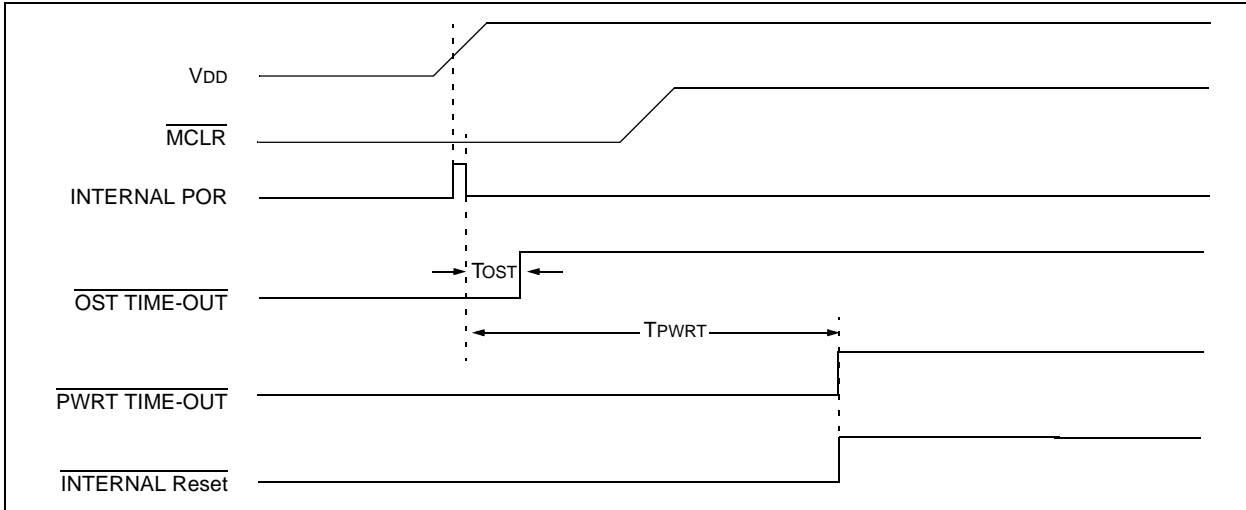 VDD
MCLR
INTERNAL POR
TOST
OST TIME-OUT
TPWRT
PWRT TIME-OUT
INTERNAL Reset